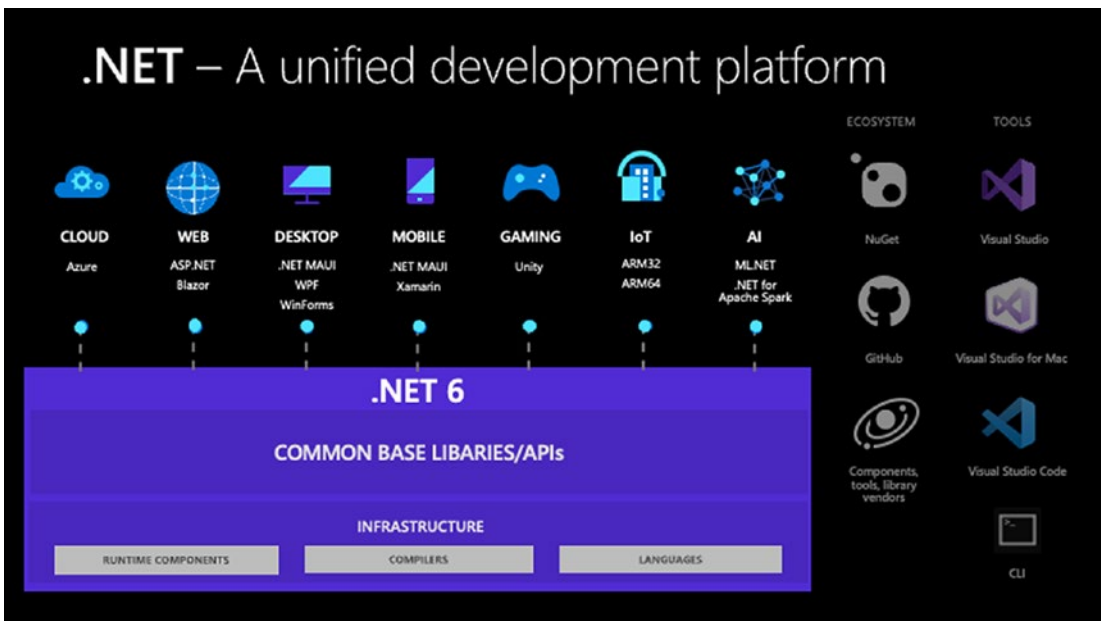 .NET – A unified development platform
ECOSYSTEM
TOOLS
CLOUD
Azure
WEB
ASP.NET
Blazor
DESKTOP
.NET MAUI
WPF
WinForms
MOBILE
.NET MAUI
Xamarin
GAMING
Unity
IoT
ARM32
ARM64
AI
ML.NET
.NET for
Apache Spark
NuGet
Visual Studio
GitHub
Visual Studio for Mac
Components,
tools, library
vendors
Visual Studio Code
>_
CLI
.NET 6
COMMON BASE LIBARIES/APIs
INFRASTRUCTURE
RUNTIME COMPONENTS
COMPILERS
LANGUAGES